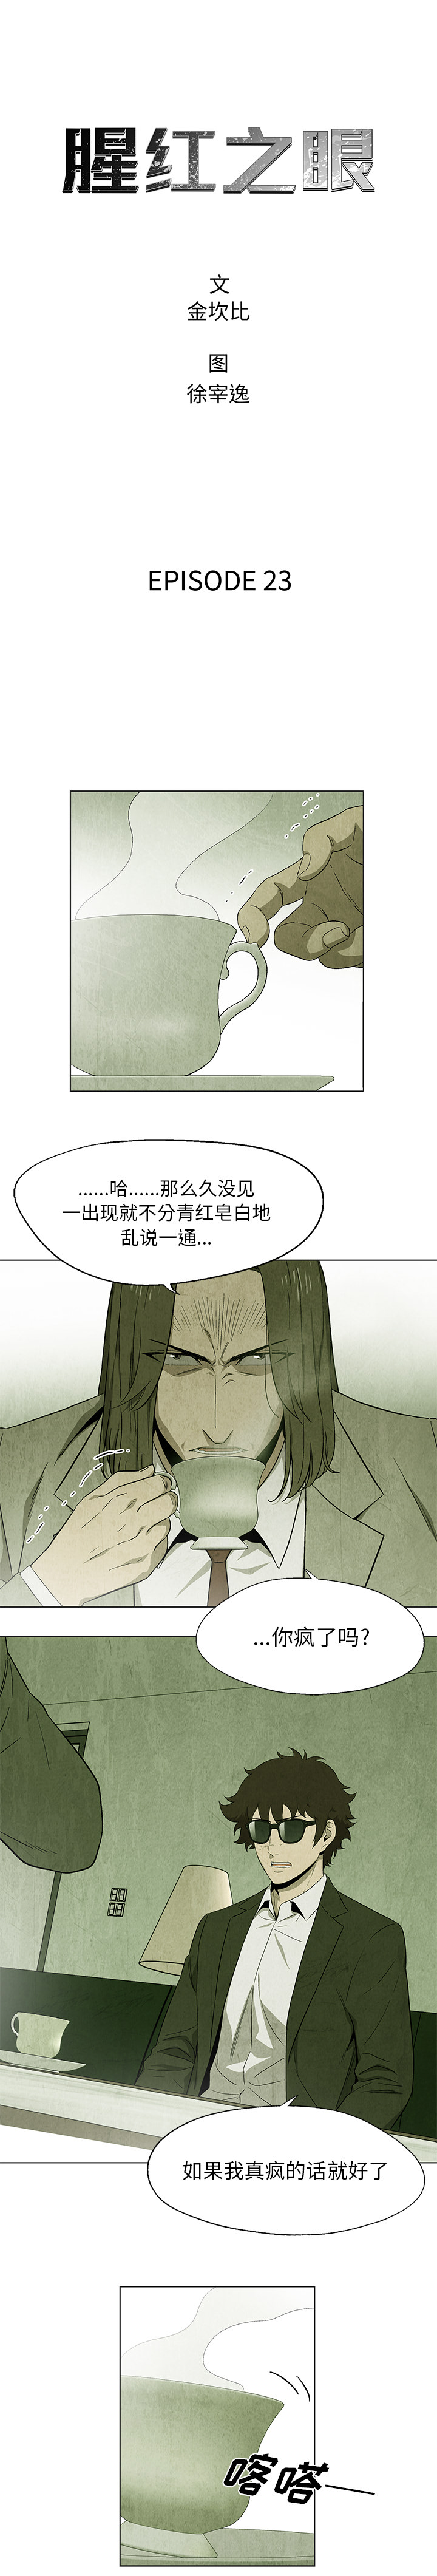 腥红之眼
文
金坎比
图
徐宰逸
EPISODE 23
......哈......那么久没见
一出现就不分青红皂白地
乱说一通...
...你疯了吗?
如果我真疯的话就好了
喀嗒